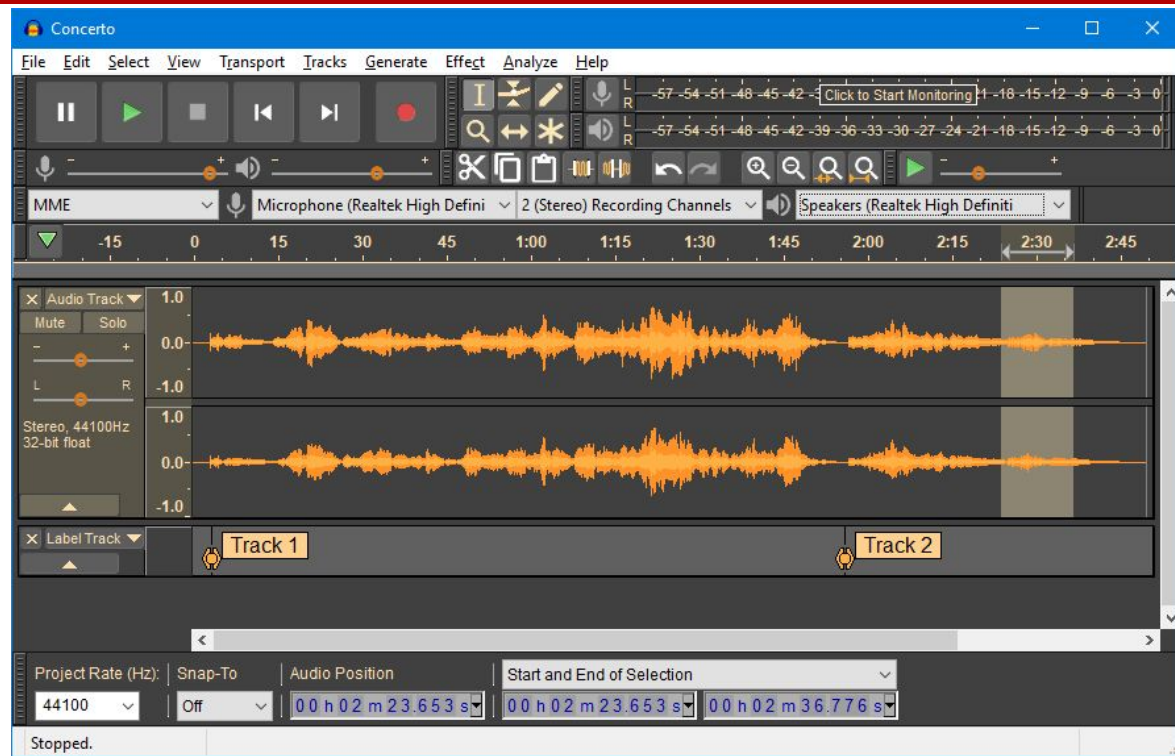 Concerto
File Edit Select View Transport Tracks Generate Effect Analyze Help
L
R
-57 -54 -51 -48 -45 -42 Click to Start Monitoring -18 -15 -12 -9 -6 -3 0
L
R
-57 -54 -51 -48 -45 -42 -39 -36 -33 -30 -27 -24 -21 -18 -15 -12 -9 -6 -3 0
- + - + - +
MME Microphone (Realtek High Defini 2 (Stereo) Recording Channels Speakers (Realtek High Definiti
-15 0 15 30 45 1:00 1:15 1:30 1:45 2:00 2:15 2:30 2:45
X Audio Track 1.0
Mute Solo
- + 0.0
L R -1.0
Stereo, 44100Hz 1.0
32-bit float
0.0
-1.0
X Label Track
Track 1 Track 2
Project Rate (Hz): Snap-To Audio Position Start and End of Selection
44100 Off 00 h 02 m 23.653 s 00 h 02 m 23.653 s 00 h 02 m 36.776 s
Stopped.